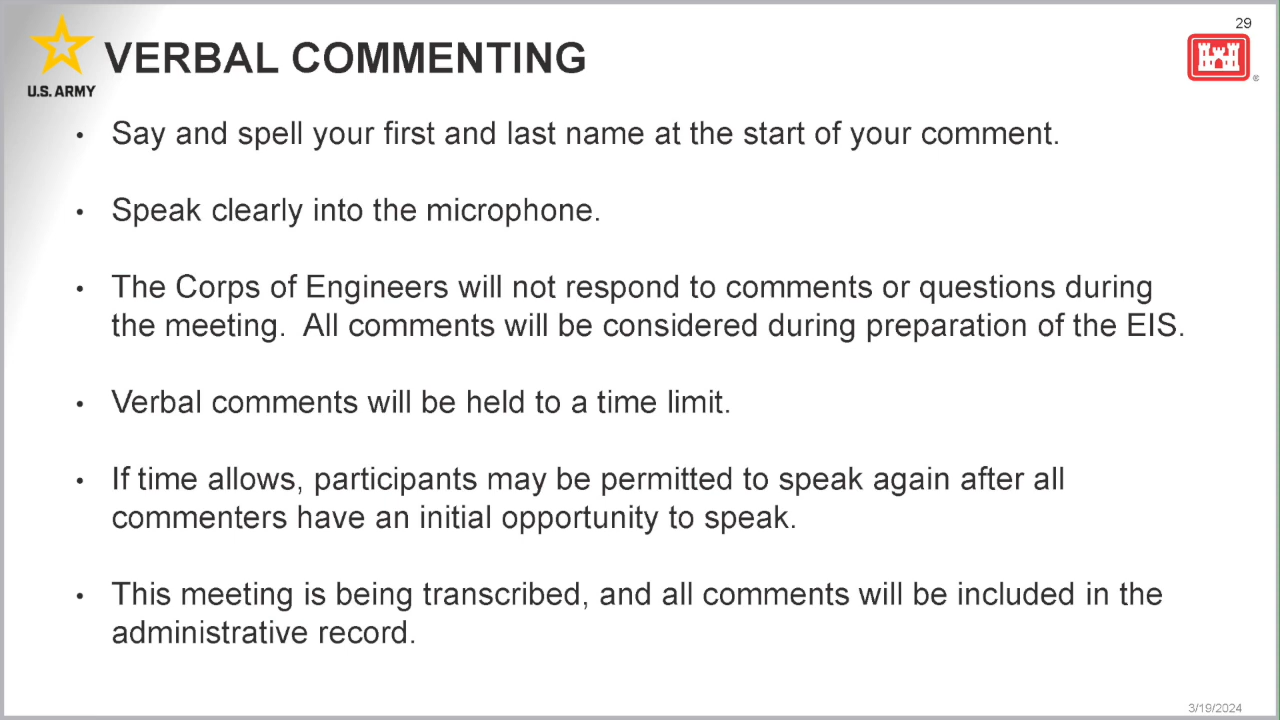 29
VERBAL COMMENTING
U.S. ARMY
®
• Say and spell your first and last name at the start of your comment.
• Speak clearly into the microphone.
• The Corps of Engineers will not respond to comments or questions during
the meeting.  All comments will be considered during preparation of the EIS.
• Verbal comments will be held to a time limit.
• If time allows, participants may be permitted to speak again after all
commenters have an initial opportunity to speak.
• This meeting is being transcribed, and all comments will be included in the
administrative record.
3/19/2024